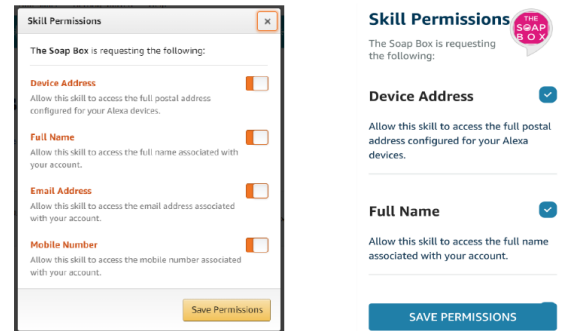 Skill Permissions
×
The Soap Box is requesting the following:
Device Address
Allow this skill to access the full postal address
configured for your Alexa devices.
Full Name
Allow this skill to access the full name associated with
your account.
Email Address
Allow this skill to access the email address associated
with your account.
Mobile Number
Allow this skill to access the mobile number associated
with your account.
Save Permissions
Skill Permissions
THE
SOAP
BOX
The Soap Box is requesting
the following:
Device Address
Allow this skill to access the full postal
address configured for your Alexa
devices.
Full Name
Allow this skill to access the full name
associated with your account.
SAVE PERMISSIONS